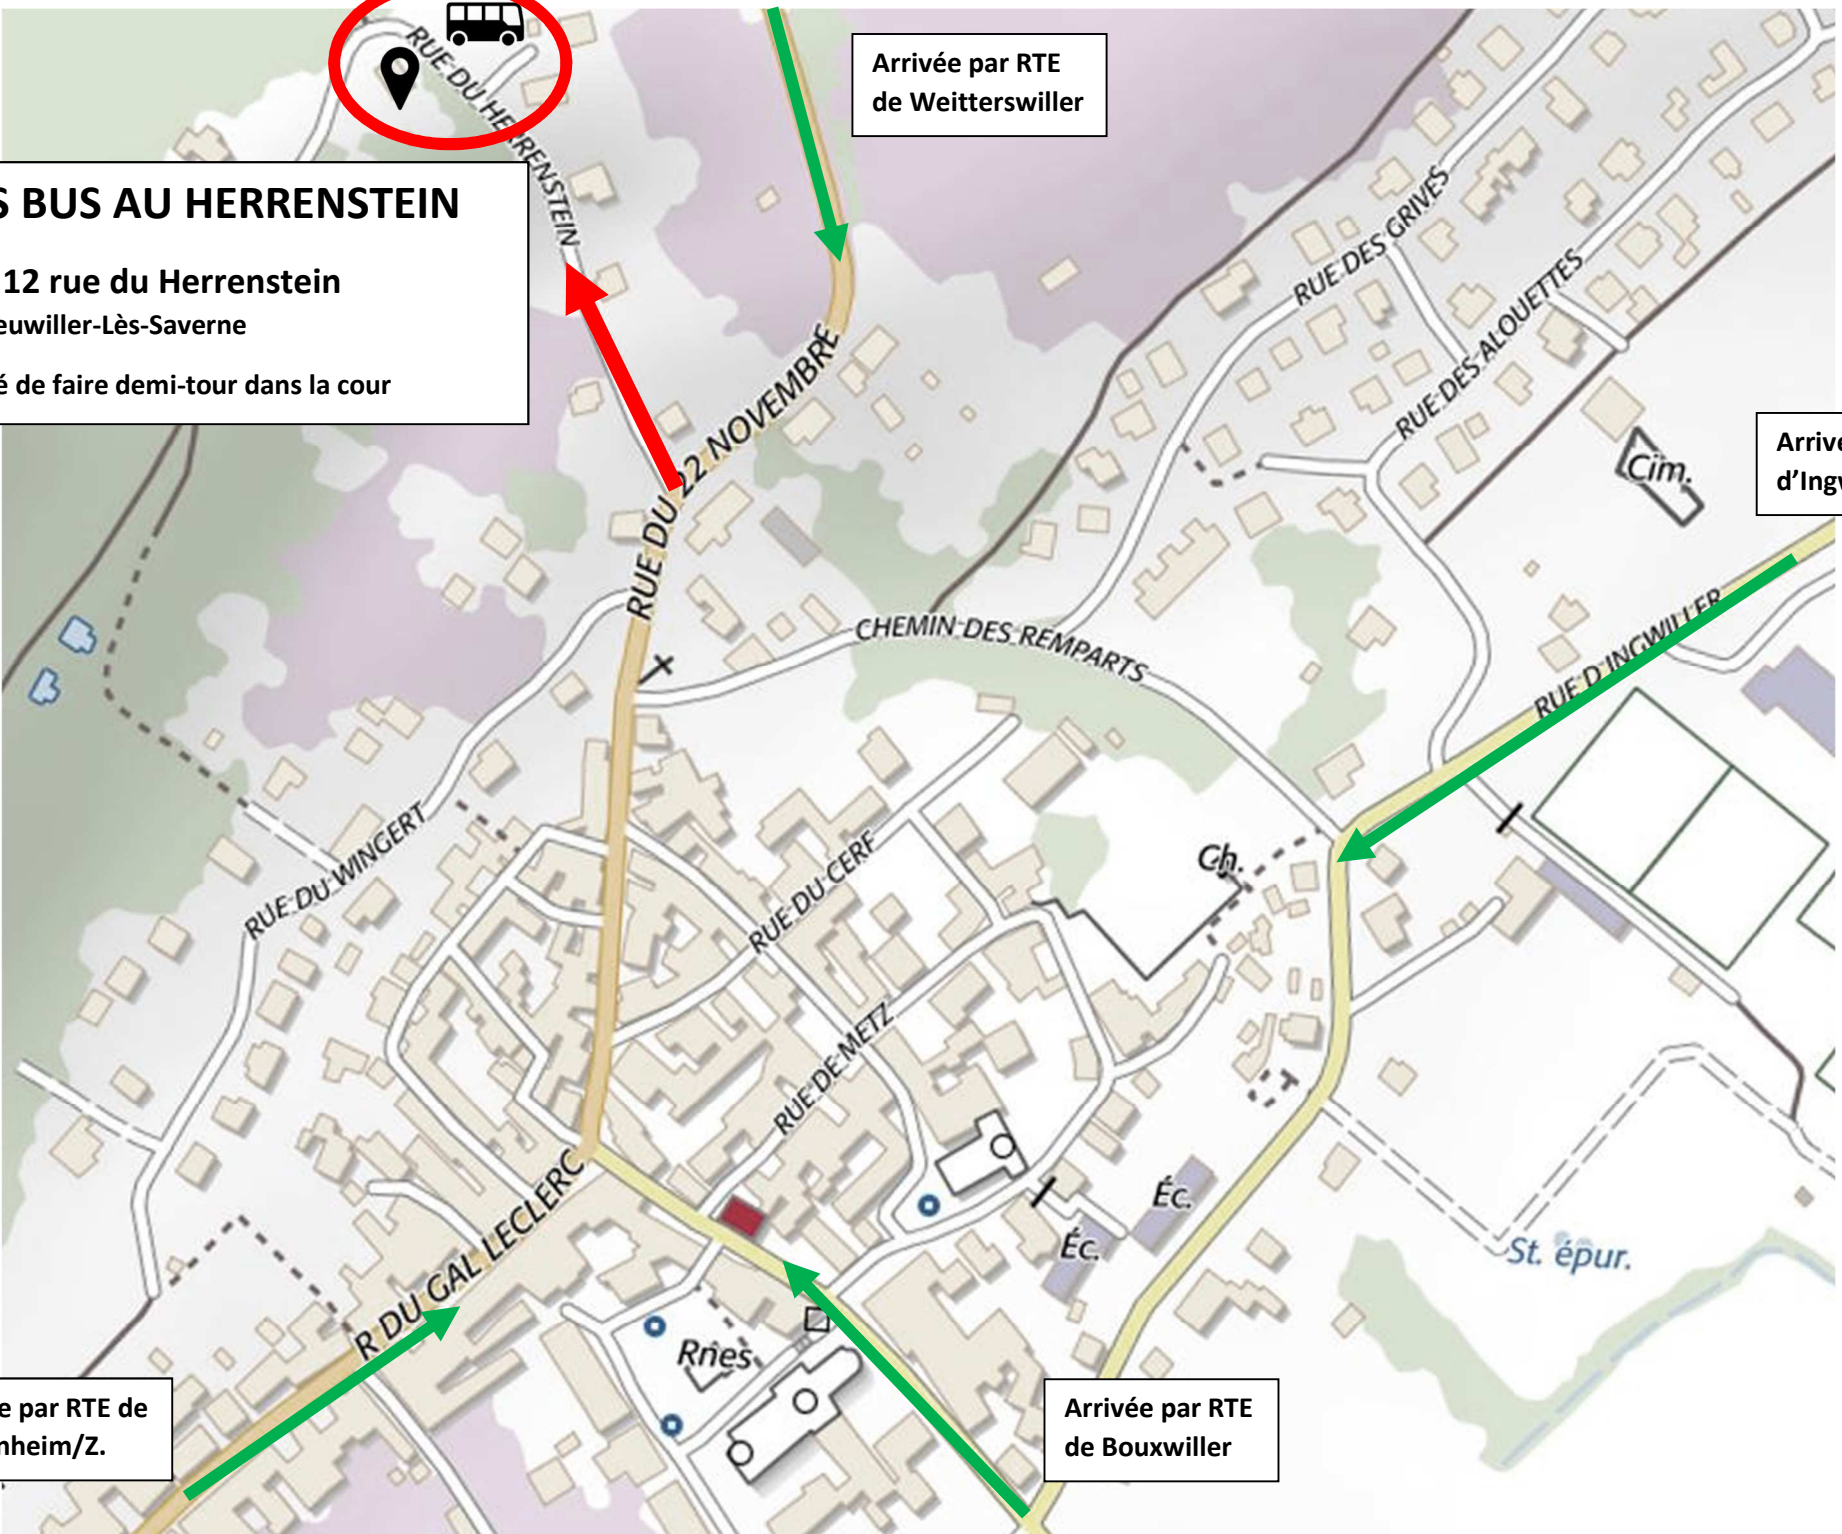 RUE DU HERRENSTEIN
Arrivée par RTE
de Weitterswiller
S BUS AU HERRENSTEIN
12 rue du Herrenstein
euwiller-Lès-Saverne
é de faire demi-tour dans la cour
RUE DES GRIVES
RUE DES ALOUETTES
RUE DU 22 NOVEMBRE
Cim.
Arrivé
d’Ingw
CHEMIN DES REMPARTS
RUE D'INGWILLER
RUE DU WINGERT
RUE DU CERF
Ch.
RUE DE METZ
R DU GAL LECLERC
Éc.
Éc.
St. épur.
Rnes
e par RTE de
nheim/Z.
Arrivée par RTE
de Bouxwiller